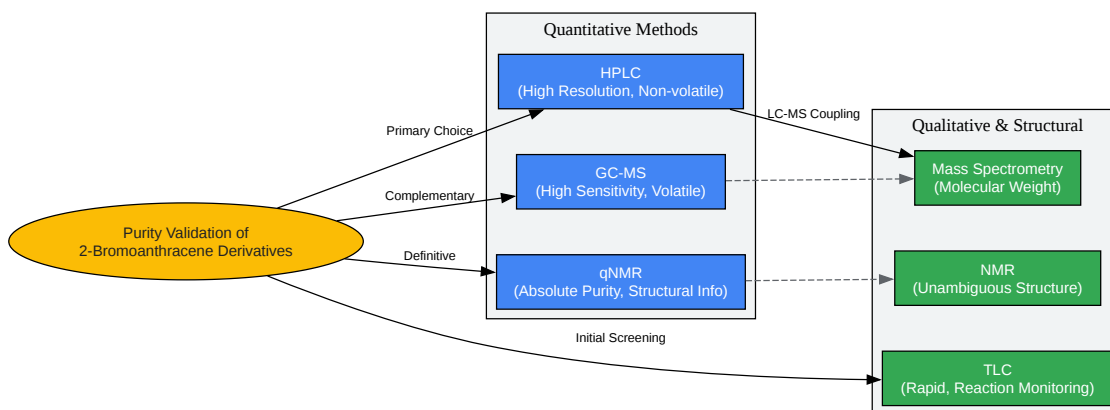 Quantitative Methods
HPLC
(High Resolution, Non-volatile)
LC-MS Coupling
Qualitative & Structural
Primary Choice
GC-MS
(High Sensitivity, Volatile)
Mass Spectrometry
(Molecular Weight)
Complementary
Purity Validation of
2-Bromoanthracene Derivatives
Definitive
qNMR
(Absolute Purity, Structural Info)
NMR
(Unambiguous Structure)
Initial Screening
TLC
(Rapid, Reaction Monitoring)